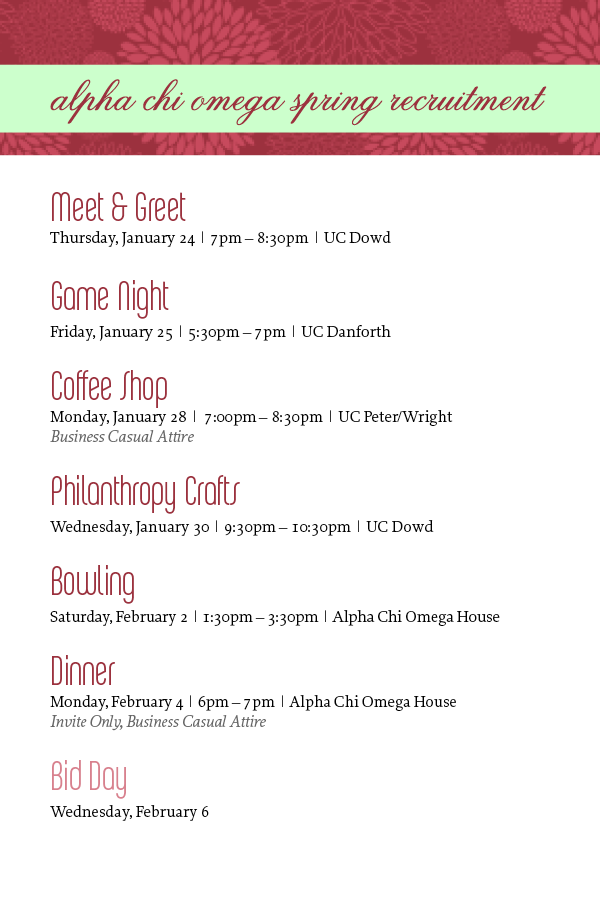 alpha chi omega spring recruitment
Meet & Greet
Thursday, January 24 | 7pm – 8:30pm | UC Dowd
Game Night
Friday, January 25 | 5:30pm – 7pm | UC Danforth
Coffee Shop
Monday, January 28 | 7:00pm – 8:30pm | UC Peter/Wright
Business Casual Attire
Philanthropy Crafts
Wednesday, January 30 | 9:30pm – 10:30pm | UC Dowd
Bowling
Saturday, February 2 | 1:30pm – 3:30pm | Alpha Chi Omega House
Dinner
Monday, February 4 | 6pm – 7pm | Alpha Chi Omega House
Invite Only, Business Casual Attire
Bid Day
Wednesday, February 6